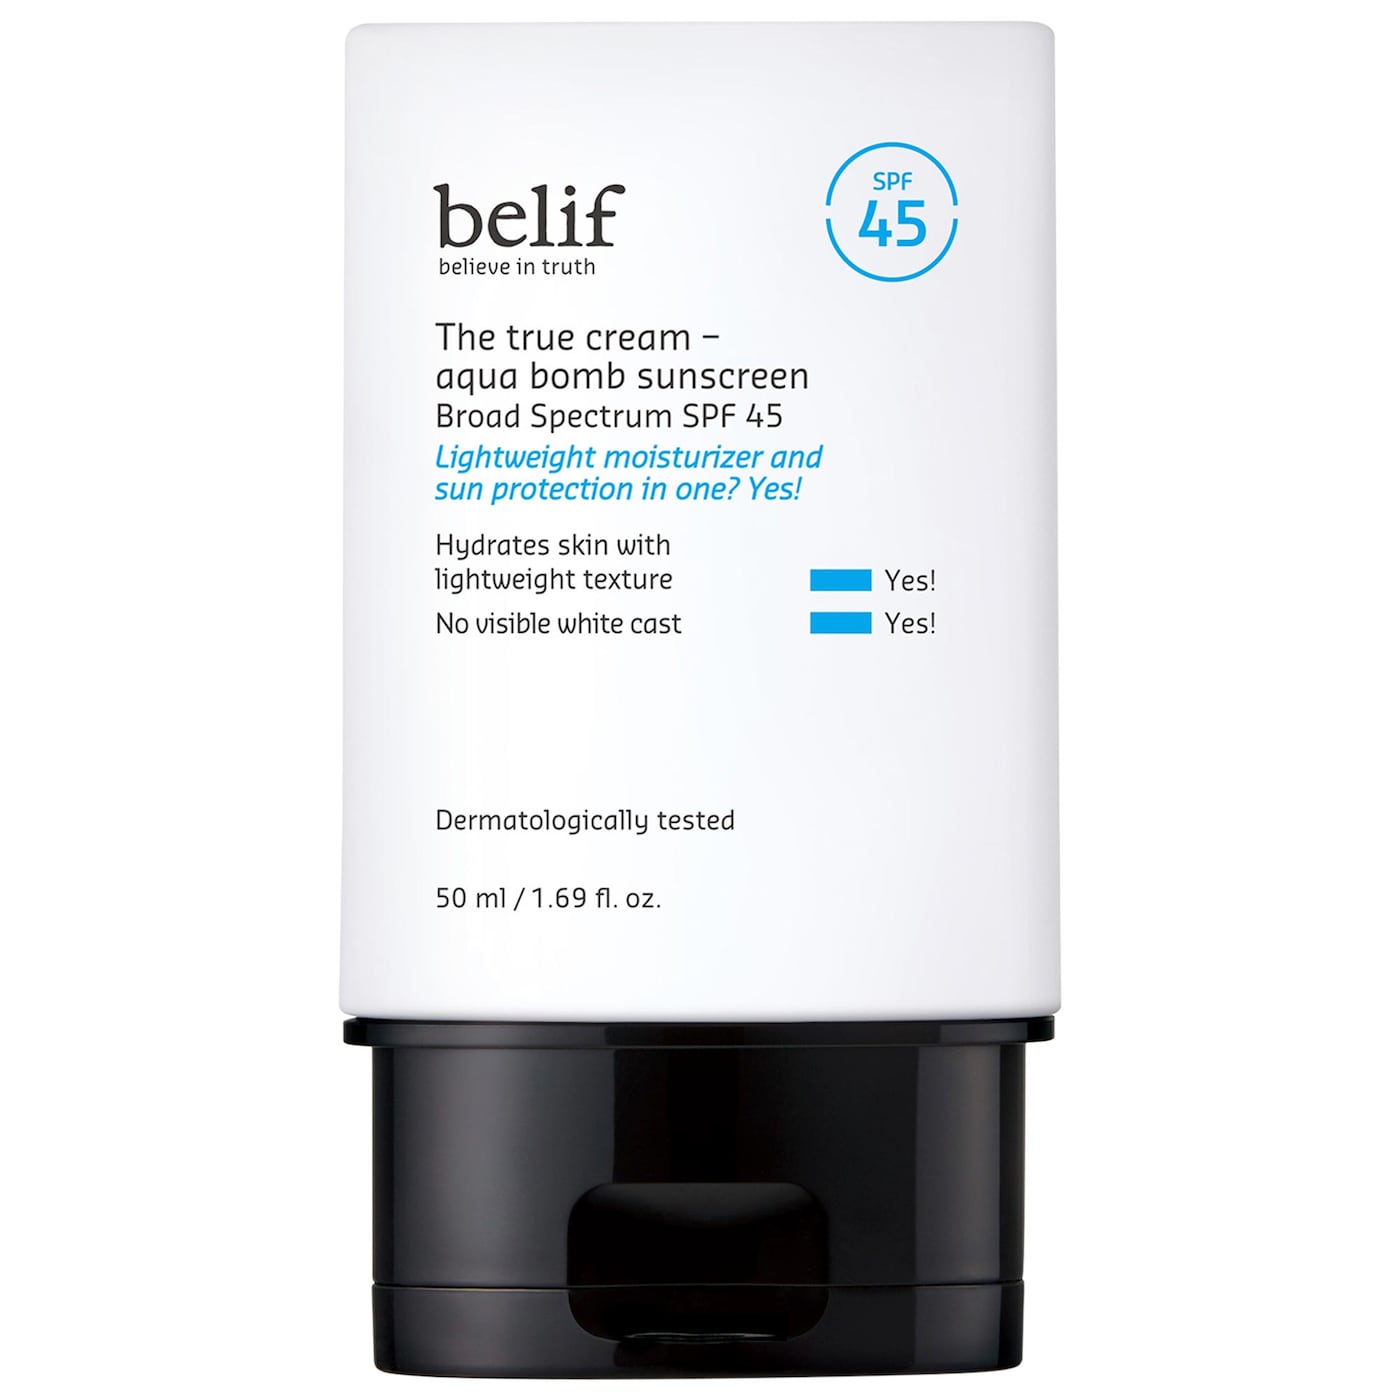 belif
believe in truth
SPF
45
The true cream –
aqua bomb sunscreen
Broad Spectrum SPF 45
Lightweight moisturizer and
sun protection in one? Yes!
Hydrates skin with
lightweight texture Yes!
No visible white cast Yes!
Dermatologically tested
50 ml / 1.69 fl. oz.